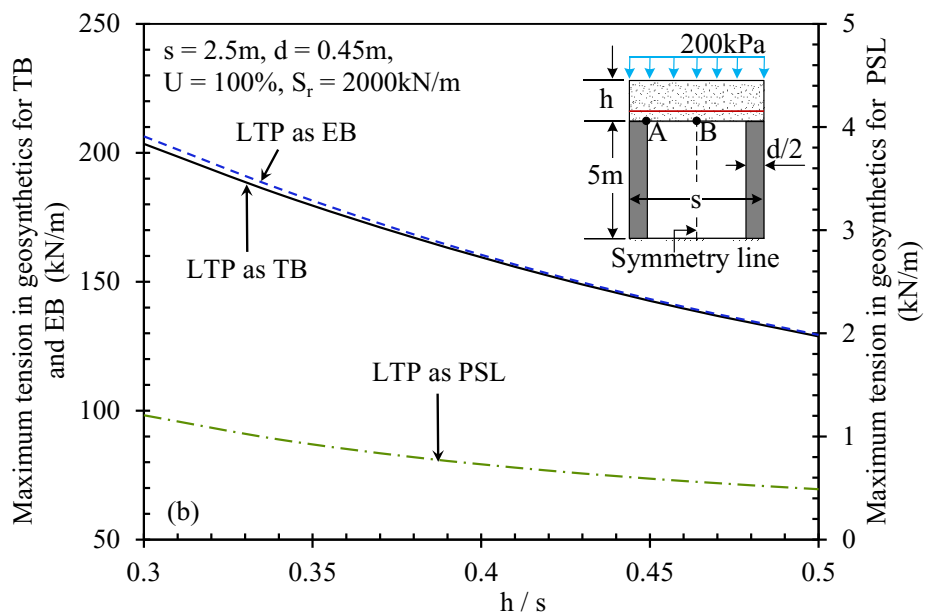 Maximum tension in geosynthetics for TB
and EB (kN/m)
250
200
150
100
50
s = 2.5m, d = 0.45m,
U = 100%, Sr = 2000kN/m
LTP as EB
LTP as TB
LTP as PSL
(b)
200kPa
h
A
B
d/2
5m
s
Symmetry line
5
4
3
2
1
0
Maximum tension in geosynthetics for PSL
(kN/m)
0.3
0.35
0.4
0.45
0.5
h / s